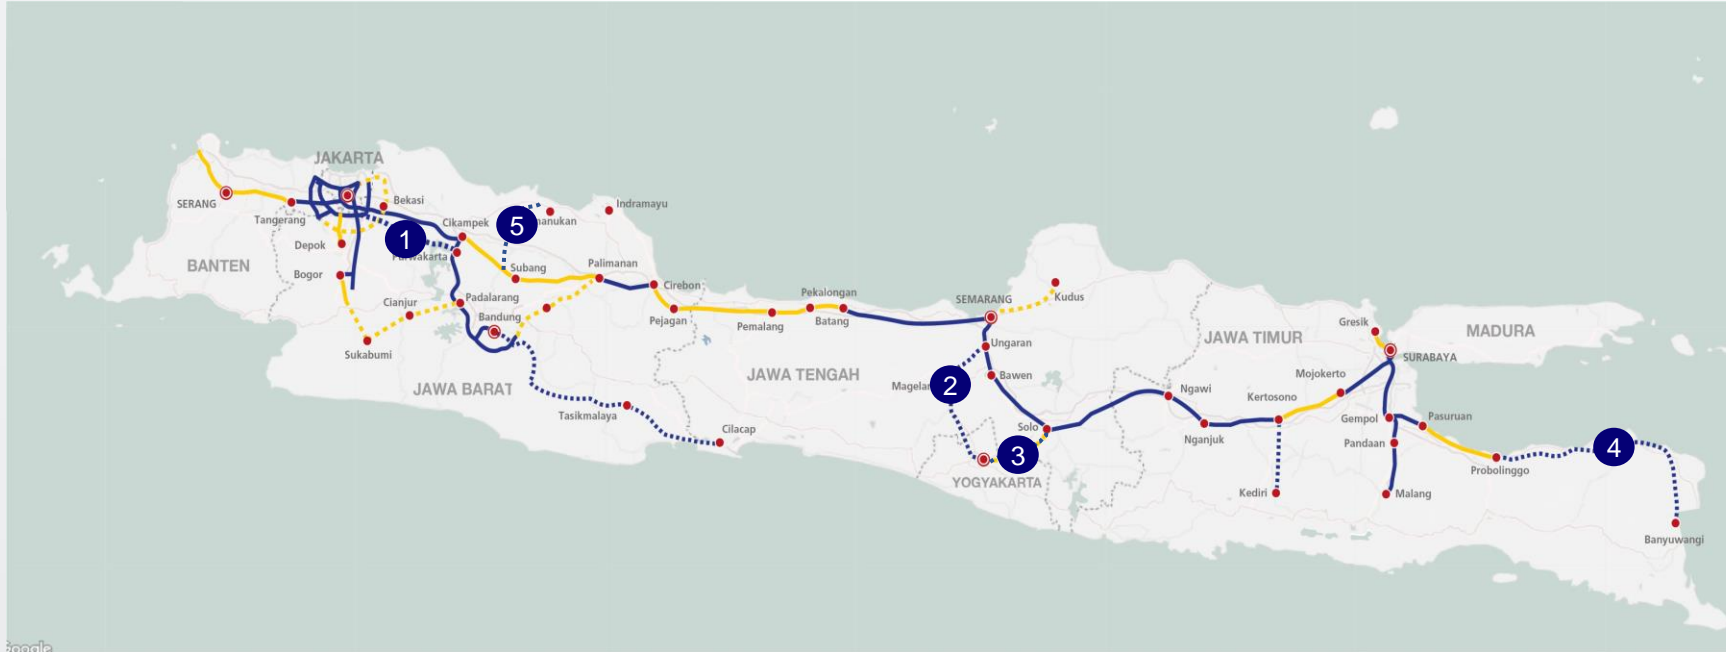 JAKARTA
SERANG
Tangerang
Bekasi
Depok
Bogor
BANTEN
1
Cikampek
Purwakarta
5
Indramayu
Subang
Palimanan
Cirebon
Cianjur
Padalarang
Bandung
Sukabumi
JAWA BARAT
Tasikmalaya
Cilacap
Pejagan
Pemalang
Pekalongan
Batang
SEMARANG
Kudus
Ungaran
JAWA TENGAH
2
Bawen
Solo
3
YOGYAKARTA
JAWA TIMUR
Ngawi
Nganjuk
Kertosono
Kediri
Mojokerto
Gresik
SURABAYA
MADURA
Gempol
Pasuruan
Pandaan
Malang
Probolinggo
4
Banyuwangi
Google